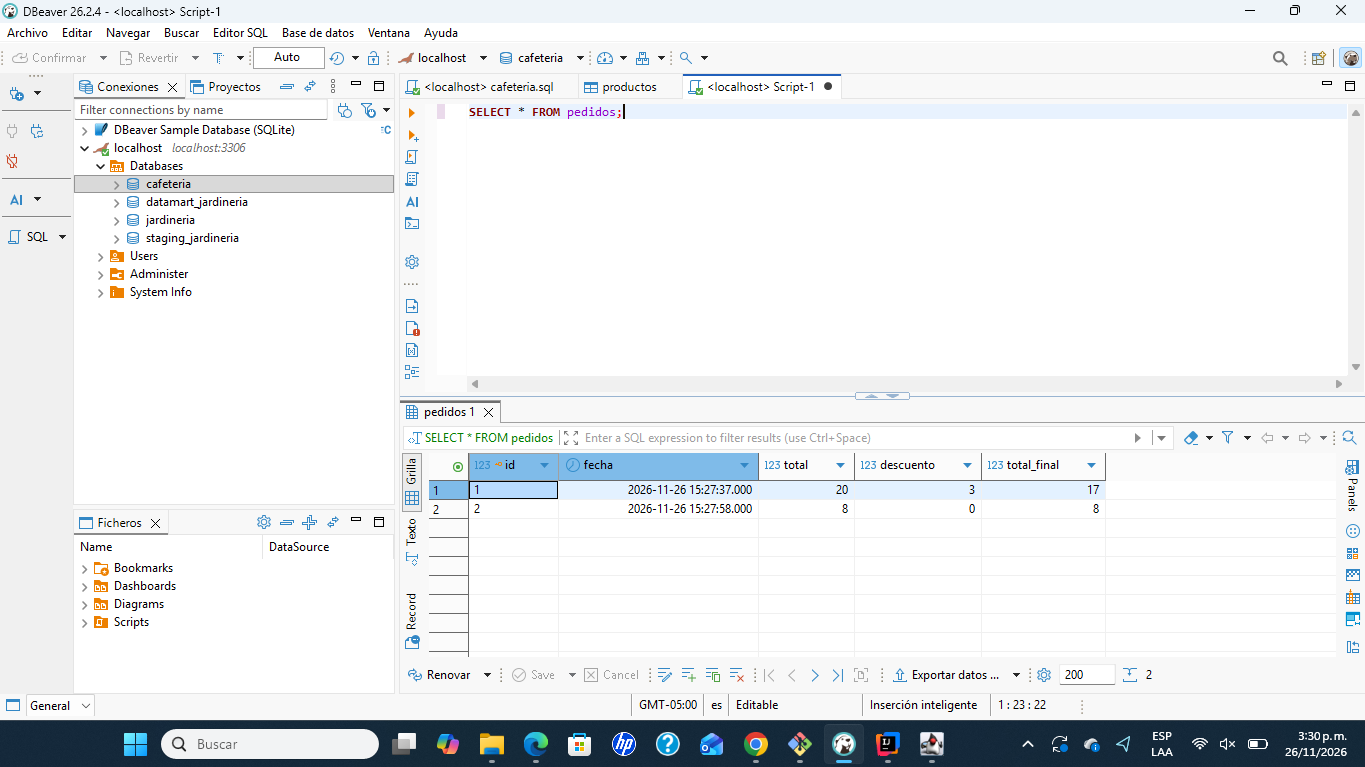 DBeaver 26.2.4 - <localhost> Script-1
Archivo Editar Navegar Buscar Editor SQL Base de datos Ventana Ayuda
Confirmar Revertir T Auto localhost cafeteria
Conexiones Proyectos
Filter connections by name
DBeaver Sample Database (SQLite)
localhost localhost:3306
Databases
cafeteria
datamart_jardineria
jardineria
staging_jardineria
Users
Administer
System Info
AI
SQL
<localhost> cafeteria.sql productos <localhost> Script-1
SELECT * FROM pedidos;
AI
pedidos 1
SELECT * FROM pedidos Enter a SQL expression to filter results (use Ctrl+Space)
Grilla
Texto
Record
123 id fecha 123 total 123 descuento 123 total_final
1 1 2026-11-26 15:27:37.000 20 3 17
2 2 2026-11-26 15:27:58.000 8 0 8
Panels
Ficheros
Name DataSource
Bookmarks
Dashboards
Diagrams
Scripts
Renovar Save Cancel Exportar datos ... 200 2
General GMT-05:00 es Editable Inserción inteligente 1 : 23 : 22
Buscar
hp
ESP
LAA
3:30 p. m.
26/11/2026